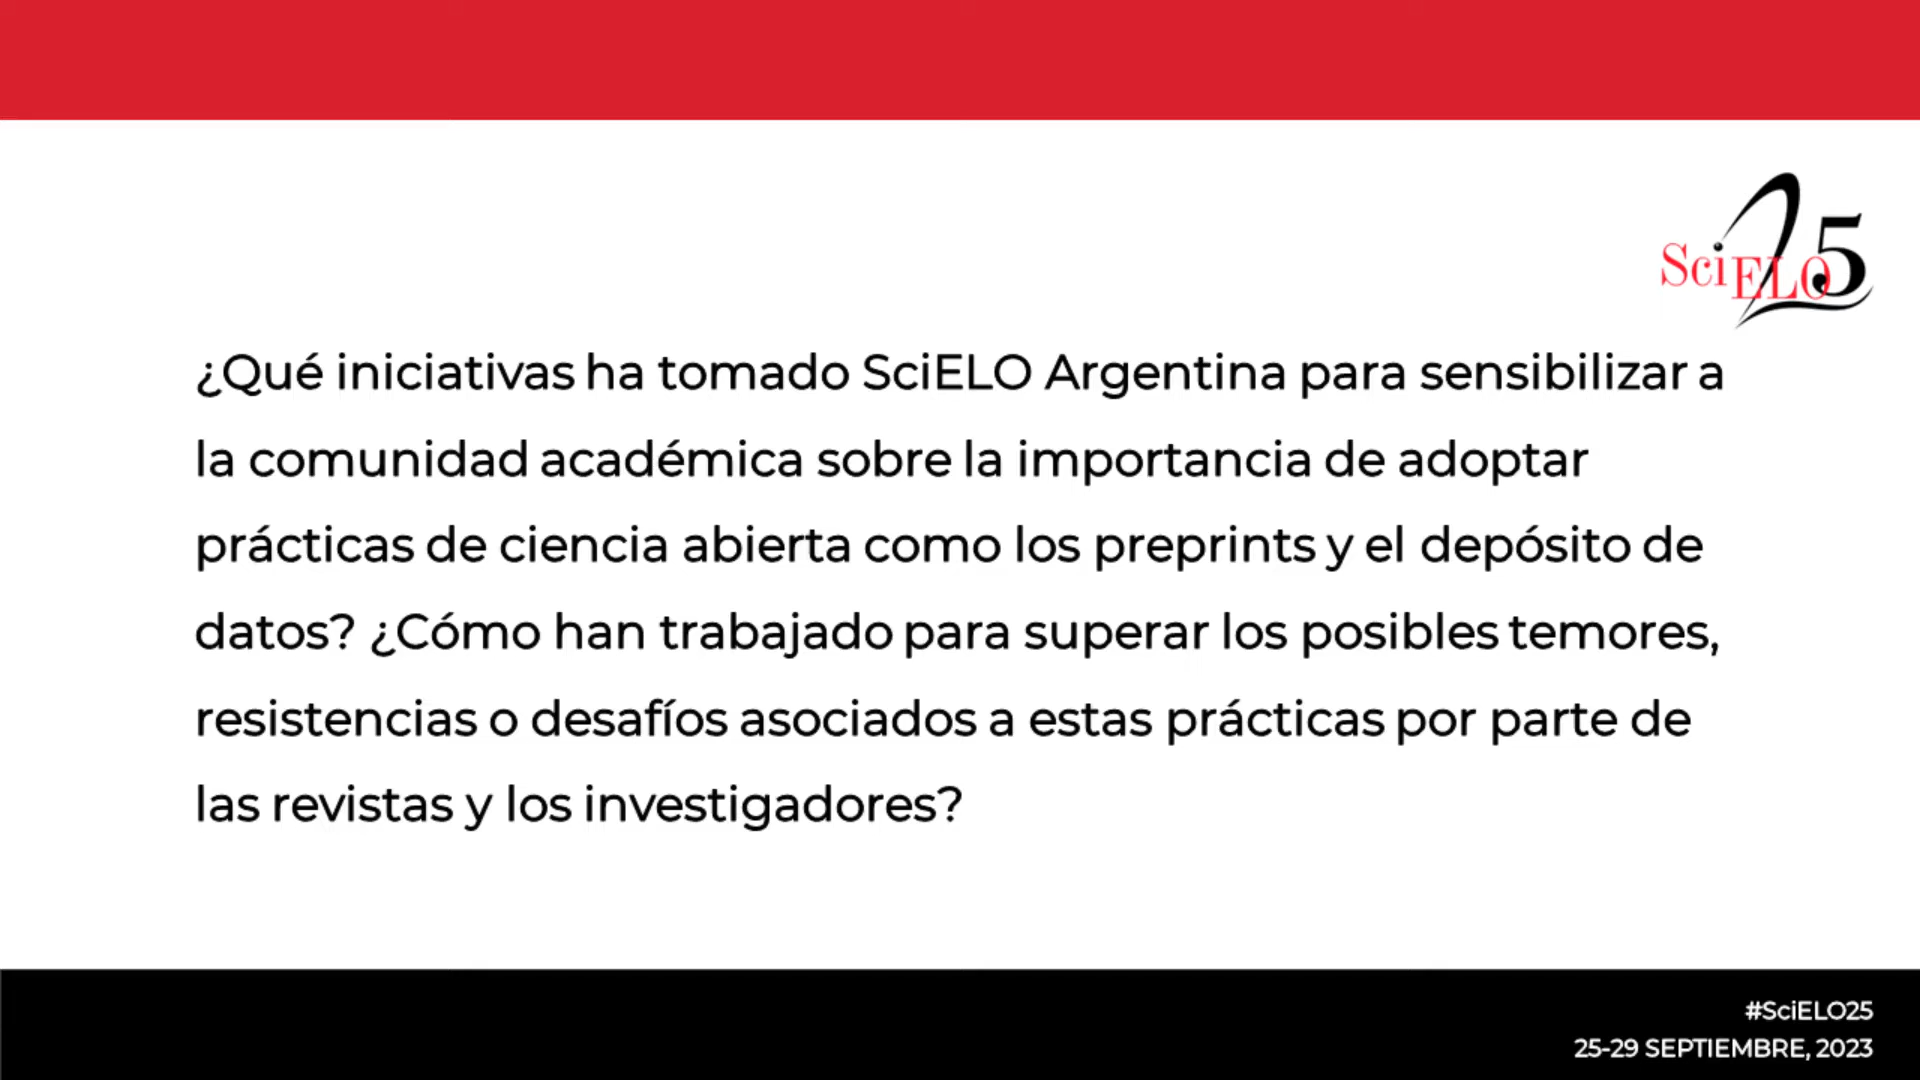 SciELO 25
¿Qué iniciativas ha tomado SciELO Argentina para sensibilizar a
la comunidad académica sobre la importancia de adoptar
prácticas de ciencia abierta como los preprints y el depósito de
datos? ¿Cómo han trabajado para superar los posibles temores,
resistencias o desafíos asociados a estas prácticas por parte de
las revistas y los investigadores?
#SciELO25
25-29 SEPTIEMBRE, 2023